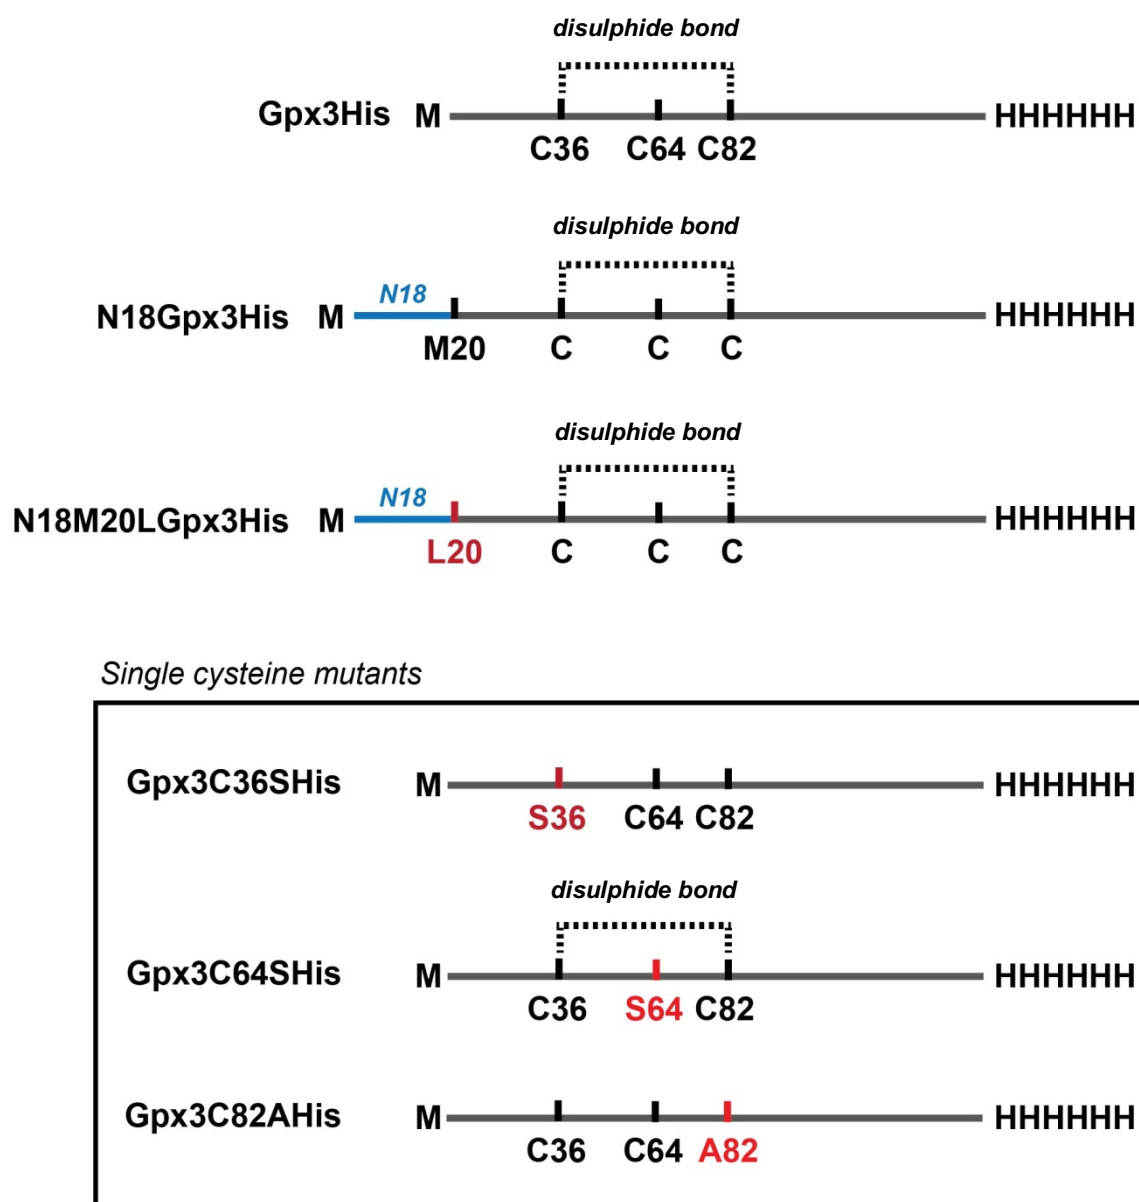 disulphide bond
Gpx3His M HHHHHH
C36 C64 C82
disulphide bond
N18
N18Gpx3His M HHHHHH
M20 C C C
disulphide bond
N18
N18M20LGpx3His M HHHHHH
L20 C C C
Single cysteine mutants
Gpx3C36SHis M HHHHHH
S36 C64 C82
disulphide bond
Gpx3C64SHis M HHHHHH
C36 S64 C82
Gpx3C82AHis M HHHHHH
C36 C64 A82